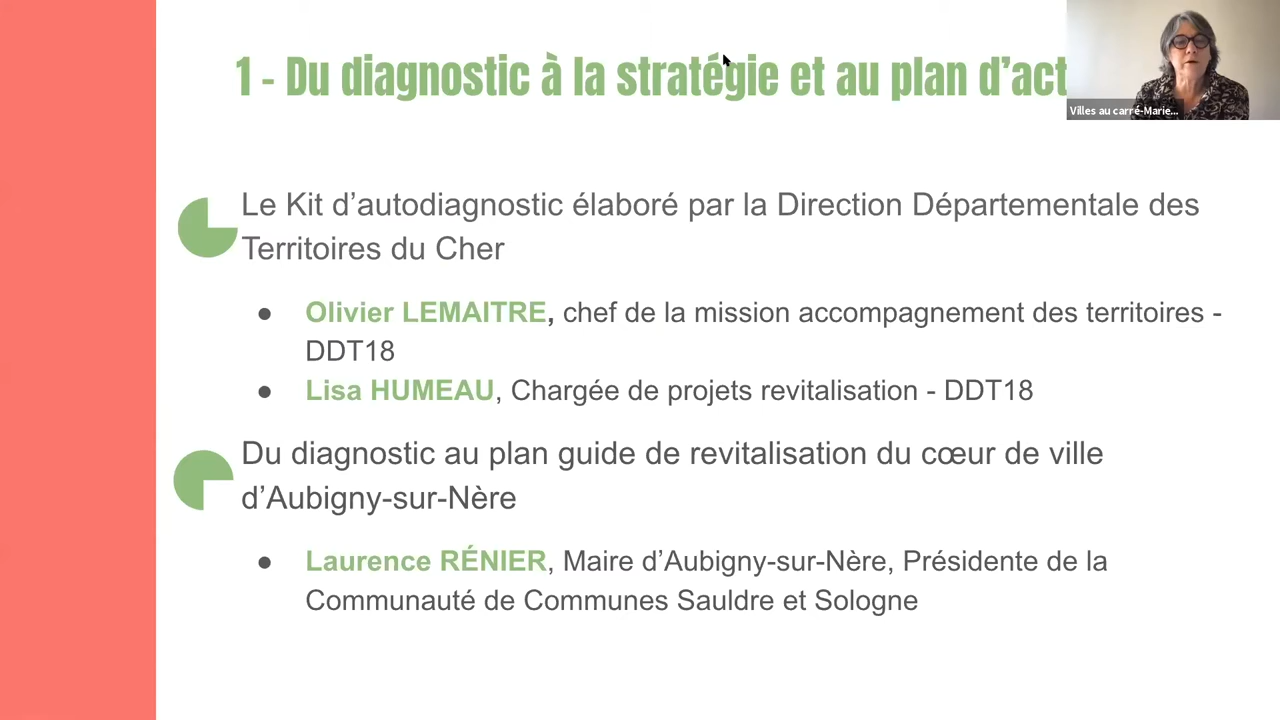 1 - Du diagnostic à la stratégie et au plan d’act
Villes au carré-Marie...
Le Kit d’autodiagnostic élaboré par la Direction Départementale des
Territoires du Cher
● Olivier LEMAITRE, chef de la mission accompagnement des territoires -
DDT18
● Lisa HUMEAU, Chargée de projets revitalisation - DDT18
Du diagnostic au plan guide de revitalisation du cœur de ville
d’Aubigny-sur-Nère
● Laurence RÉNIER, Maire d’Aubigny-sur-Nère, Présidente de la
Communauté de Communes Sauldre et Sologne